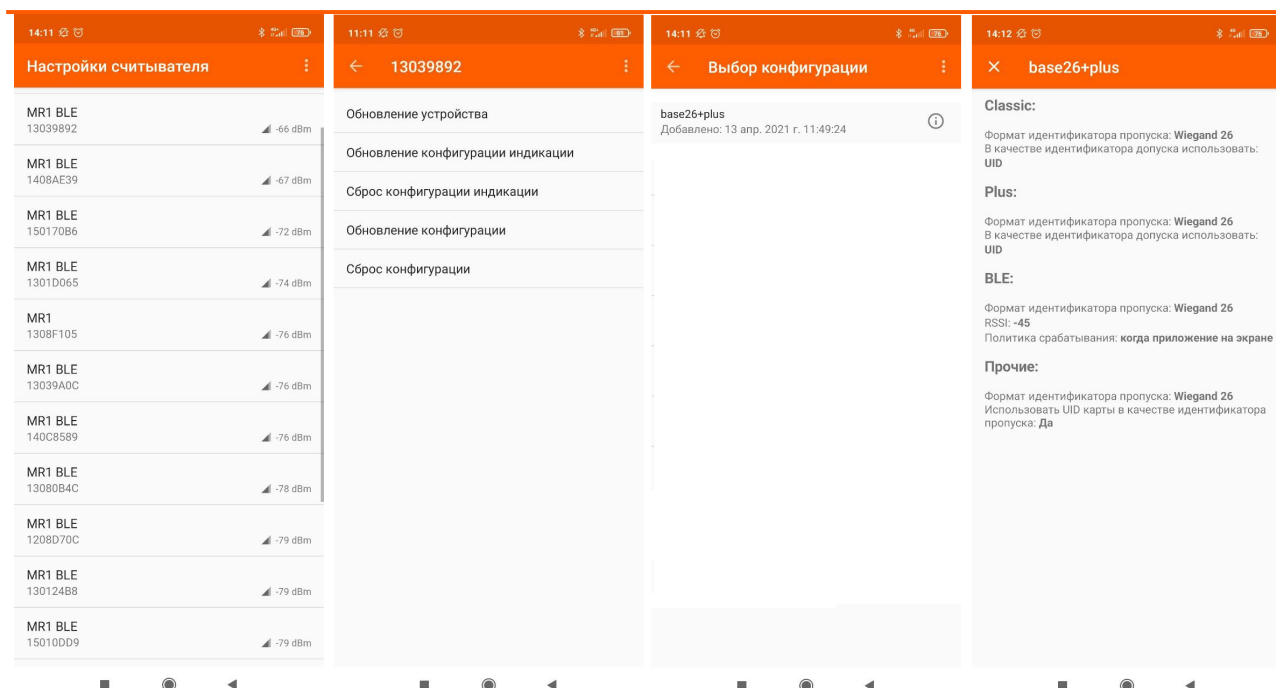 14:11
Настройки считывателя
MR1 BLE
13039892
-66 dBm
MR1 BLE
1408AE39
-67 dBm
MR1 BLE
150170B6
-72 dBm
MR1 BLE
1301D065
-74 dBm
MR1
1308F105
-76 dBm
MR1 BLE
13039A0C
-76 dBm
MR1 BLE
140C8589
-76 dBm
MR1 BLE
13080B4C
-78 dBm
MR1 BLE
1208D70C
-79 dBm
MR1 BLE
130124B8
-79 dBm
MR1 BLE
15010DD9
-79 dBm
11:11
13039892
Обновление устройства
Обновление конфигурации индикации
Сброс конфигурации индикации
Обновление конфигурации
Сброс конфигурации
14:11
Выбор конфигурации
base26+plus
Добавлено: 13 апр. 2021 г. 11:49:24
14:12
base26+plus
Classic:
Формат идентификатора пропуска: Wiegand 26
В качестве идентификатора допуска использовать:
UID
Plus:
Формат идентификатора пропуска: Wiegand 26
В качестве идентификатора допуска использовать:
UID
BLE:
Формат идентификатора пропуска: Wiegand 26
RSSI: -45
Политика срабатывания: когда приложение на экране
Прочие:
Формат идентификатора пропуска: Wiegand 26
Использовать UID карты в качестве идентификатора
пропуска: Да